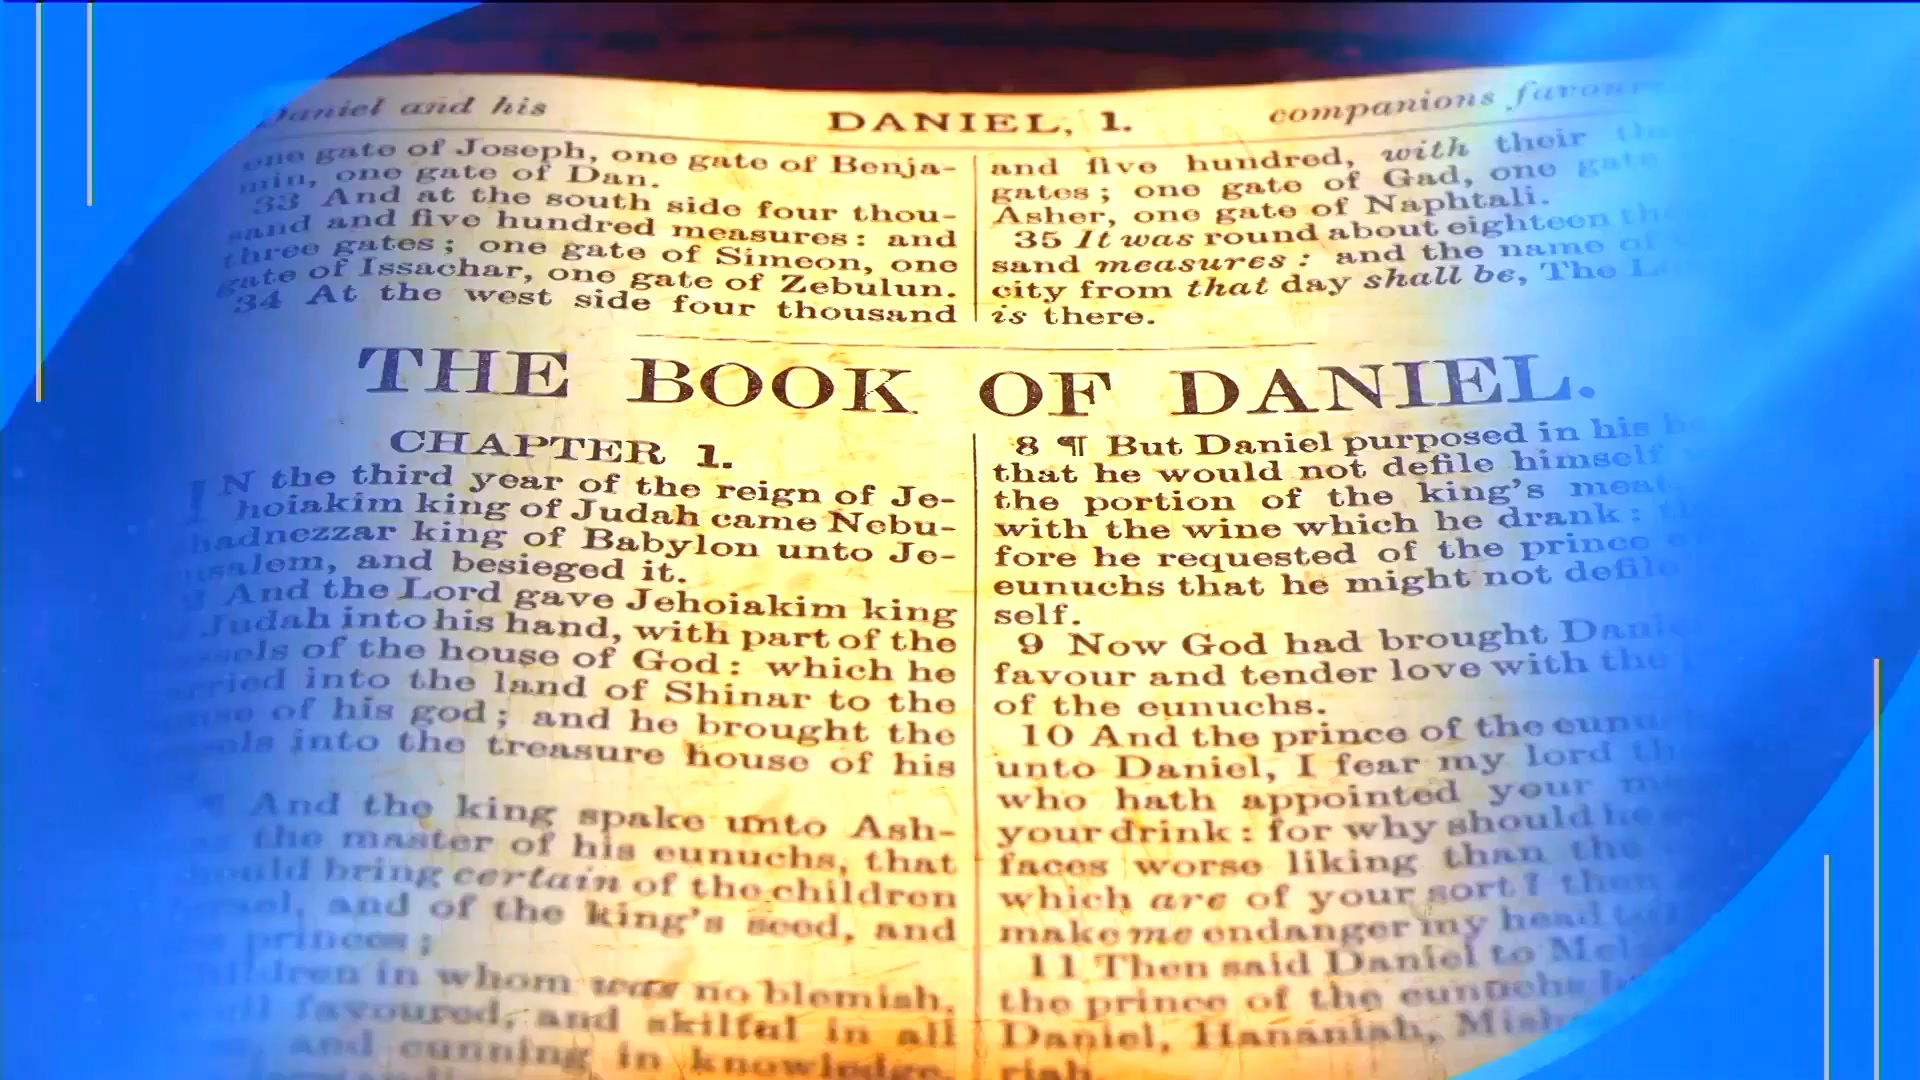 Daniel and his
DANIEL, 1.
companions
one gate of Joseph, one gate of Benja-
min, one gate of Dan.
33 And at the south side four thou-
sand and five hundred measures: and
three gates; one gate of Simeon, one
gate of Issachar, one gate of Zebulun.
34 At the west side four thousand
and five hundred, with their
gates; one gate of Gad, one gate
Asher, one gate of Naphtali.
35 It was round about eighteen
sand measures: and the name of
city from that day shall be, The
is there.
THE BOOK OF DANIEL.
CHAPTER 1.
IN the third year of the reign of Je-
hoiakim king of Judah came Nebu-
hadnezzar king of Babylon unto Je-
usalem, and besieged it.
And the Lord gave Jehoiakim king
Judah into his hand, with part of the
sels of the house of God: which he
rried into the land of Shinar to the
of his god; and he brought the
sels into the treasure house of his
¶ And the king spake unto Ash-
the master of his eunuchs, that
should bring certain of the children
and of the king's seed, and
princes;
in whom was no blemish,
favoured, and skilful in all
and cunning in knowledge,
8 ¶ But Daniel purposed in his
that he would not defile himself
the portion of the king's meat,
with the wine which he drank:
fore he requested of the prince
eunuchs that he might not defile
self.
9 Now God had brought
favour and tender love with the
of the eunuchs.
10 And the prince of the
unto Daniel, I fear my lord
who hath appointed your
your drink: for why should he
faces worse liking than the
which are of your sort? then
make me endanger my head
11 Then said Daniel to
the prince of the eunuchs
Daniel, Hananiah,
riah,